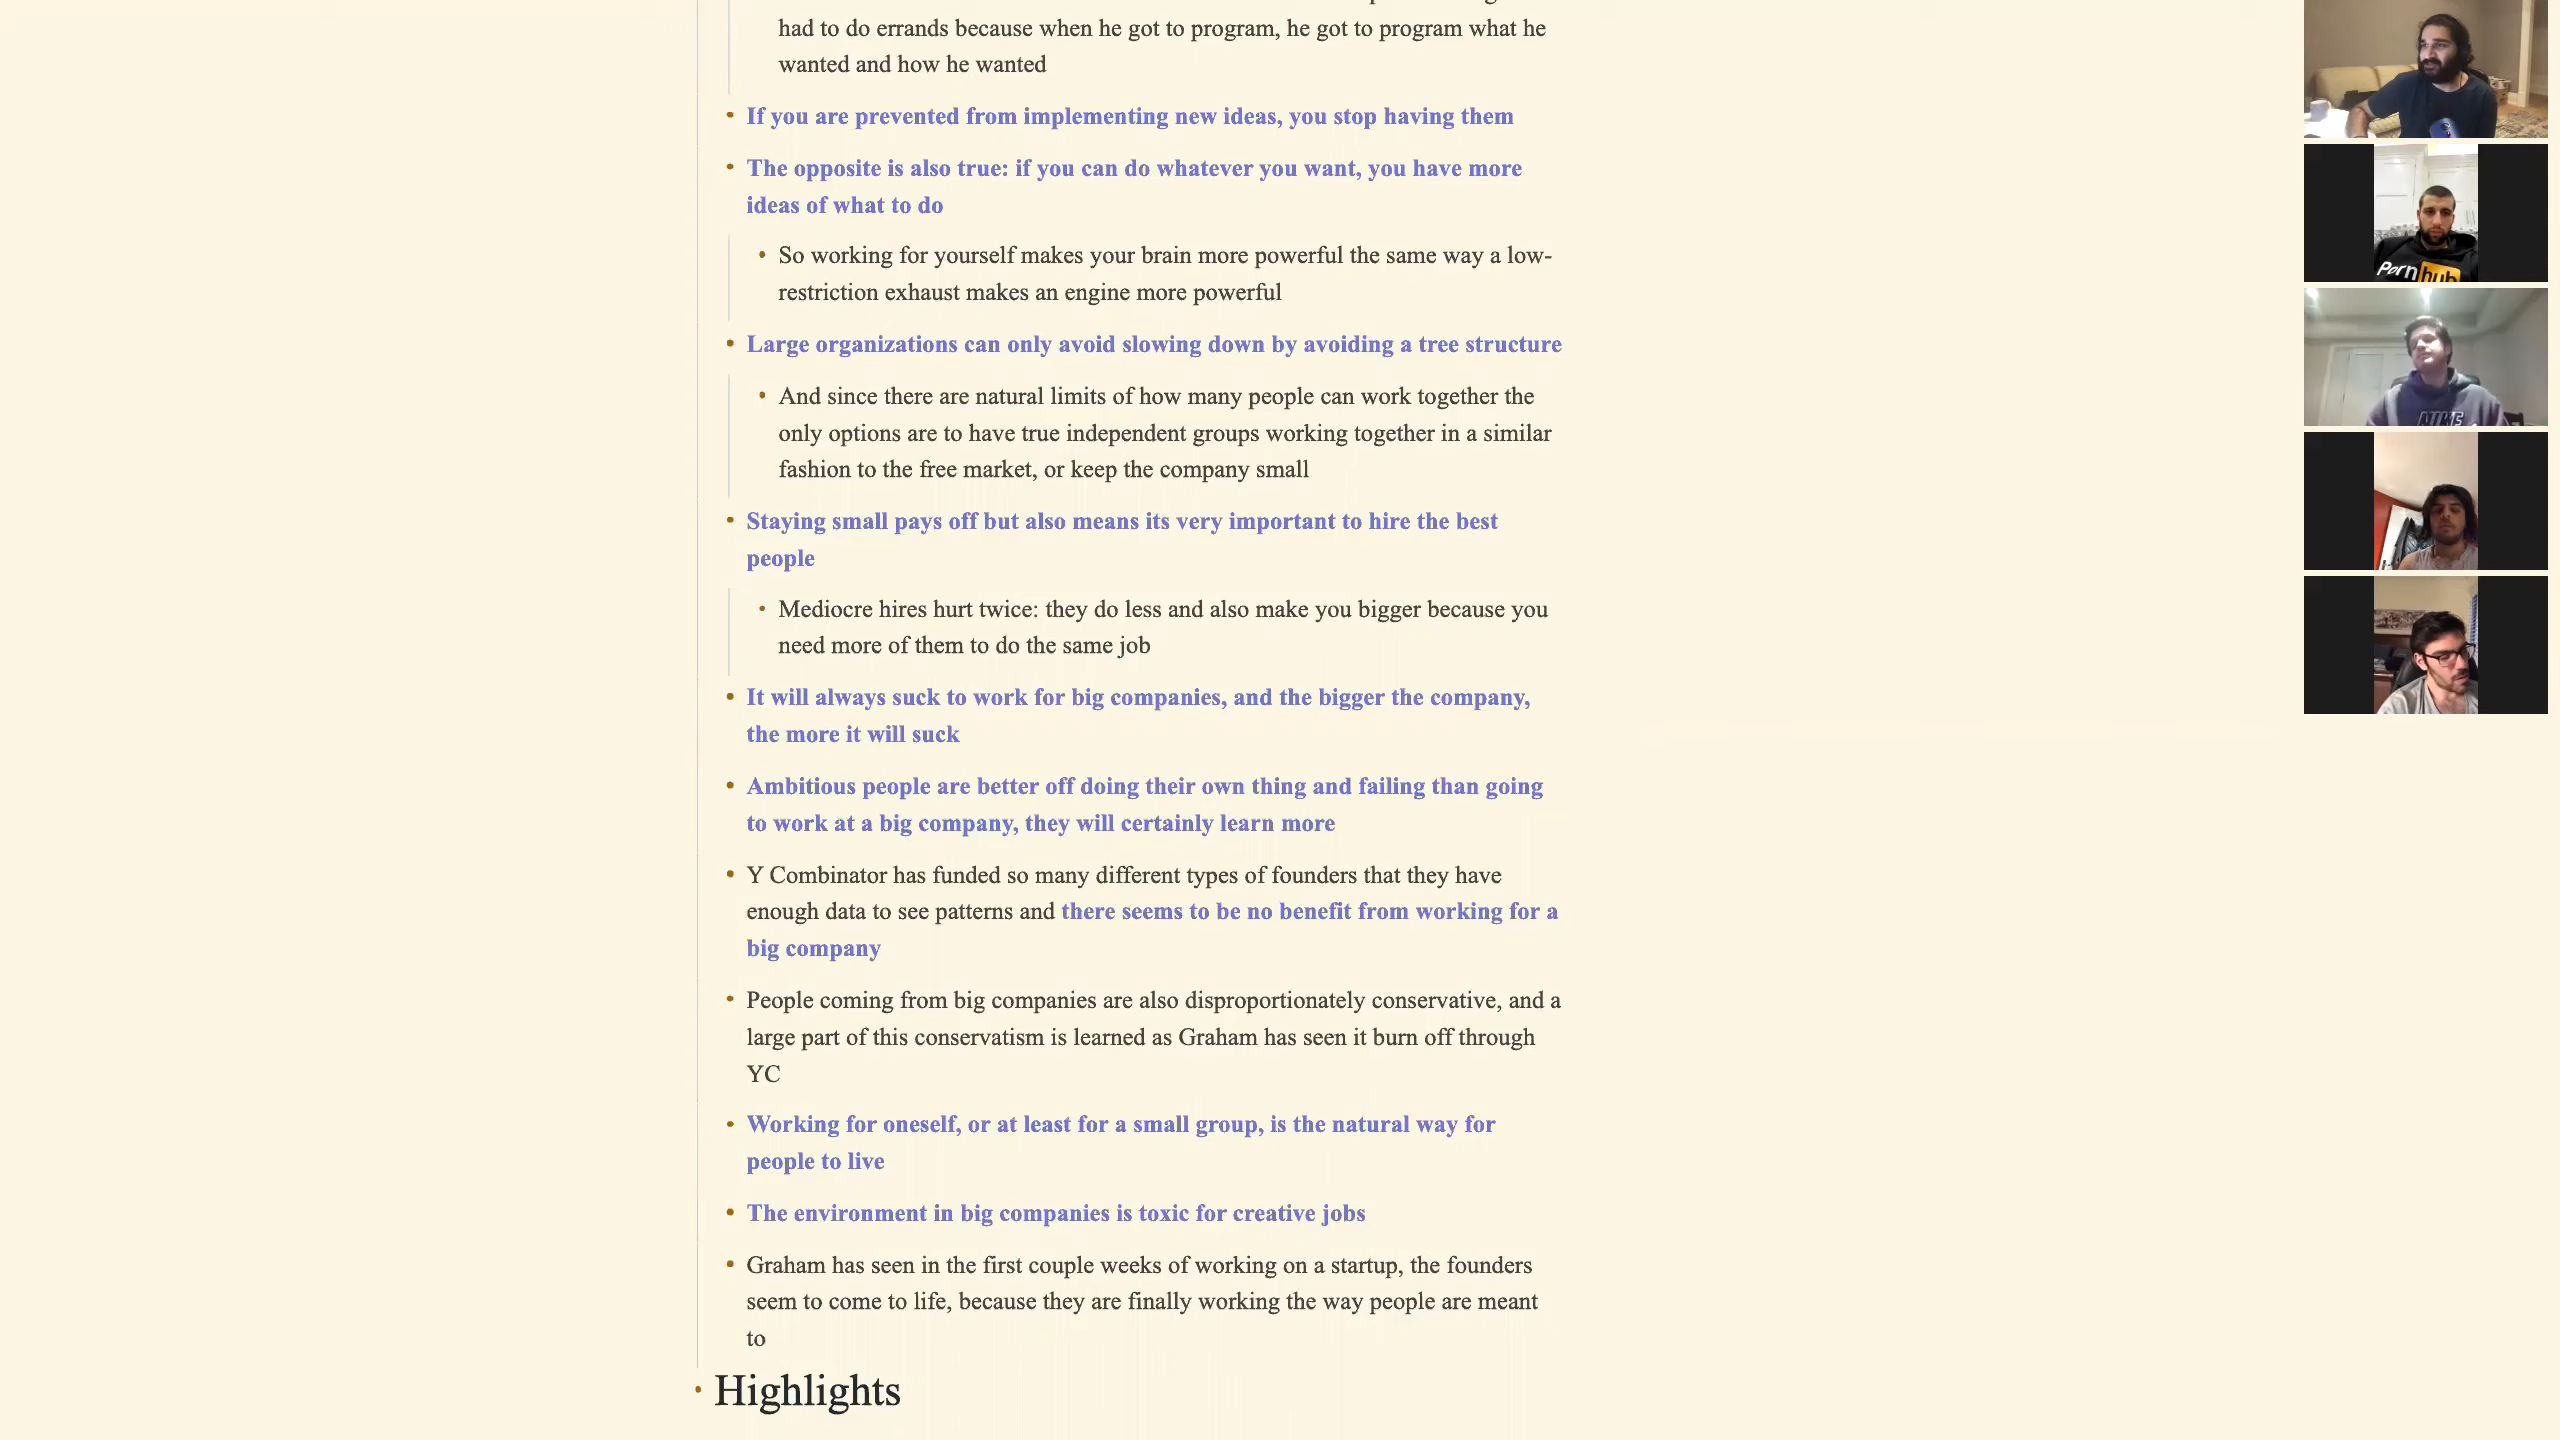 had to do errands because when he got to program, he got to program what he
wanted and how he wanted
• If you are prevented from implementing new ideas, you stop having them
• The opposite is also true: if you can do whatever you want, you have more
ideas of what to do
• So working for yourself makes your brain more powerful the same way a low-
restriction exhaust makes an engine more powerful
• Large organizations can only avoid slowing down by avoiding a tree structure
• And since there are natural limits of how many people can work together the
only options are to have true independent groups working together in a similar
fashion to the free market, or keep the company small
• Staying small pays off but also means its very important to hire the best
people
• Mediocre hires hurt twice: they do less and also make you bigger because you
need more of them to do the same job
• It will always suck to work for big companies, and the bigger the company,
the more it will suck
• Ambitious people are better off doing their own thing and failing than going
to work at a big company, they will certainly learn more
• Y Combinator has funded so many different types of founders that they have
enough data to see patterns and there seems to be no benefit from working for a
big company
• People coming from big companies are also disproportionately conservative, and a
large part of this conservatism is learned as Graham has seen it burn off through
YC
• Working for oneself, or at least for a small group, is the natural way for
people to live
• The environment in big companies is toxic for creative jobs
• Graham has seen in the first couple weeks of working on a startup, the founders
seem to come to life, because they are finally working the way people are meant
to
• Highlights
Porn hub
NIKE